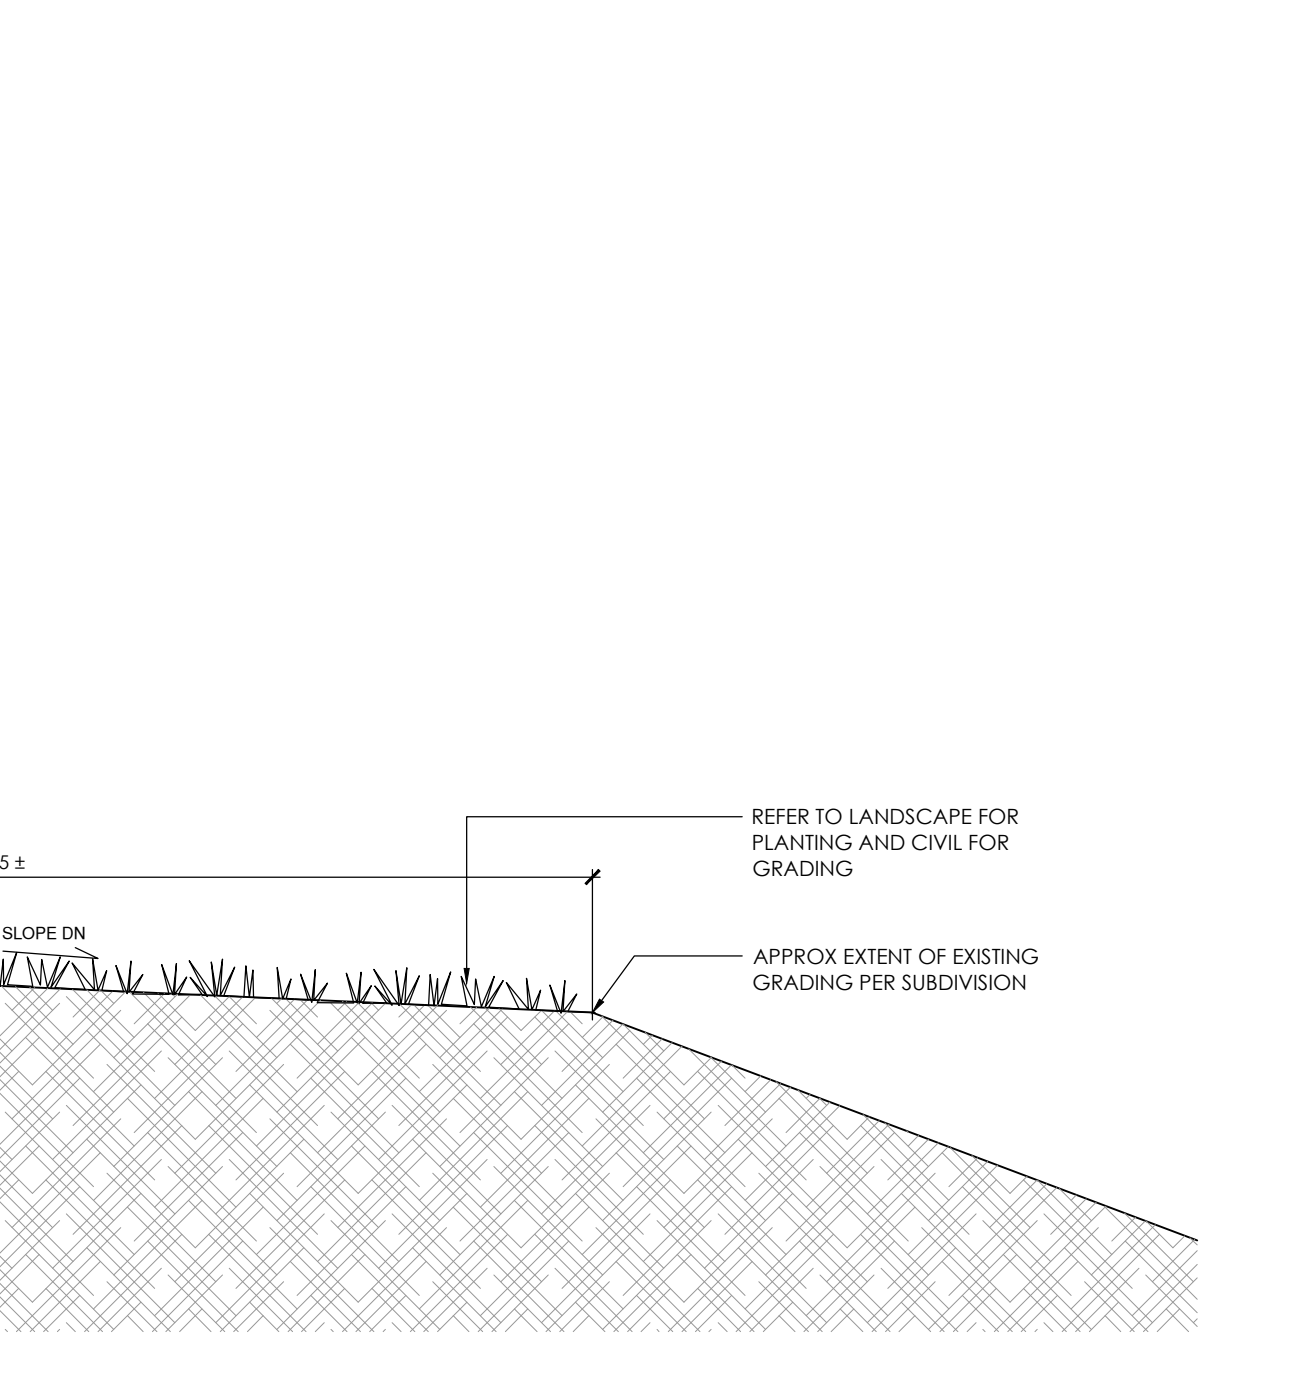 REFER TO LANDSCAPE FOR
PLANTING AND CIVIL FOR
GRADING
5 ±
SLOPE DN
APPROX EXTENT OF EXISTING
GRADING PER SUBDIVISION